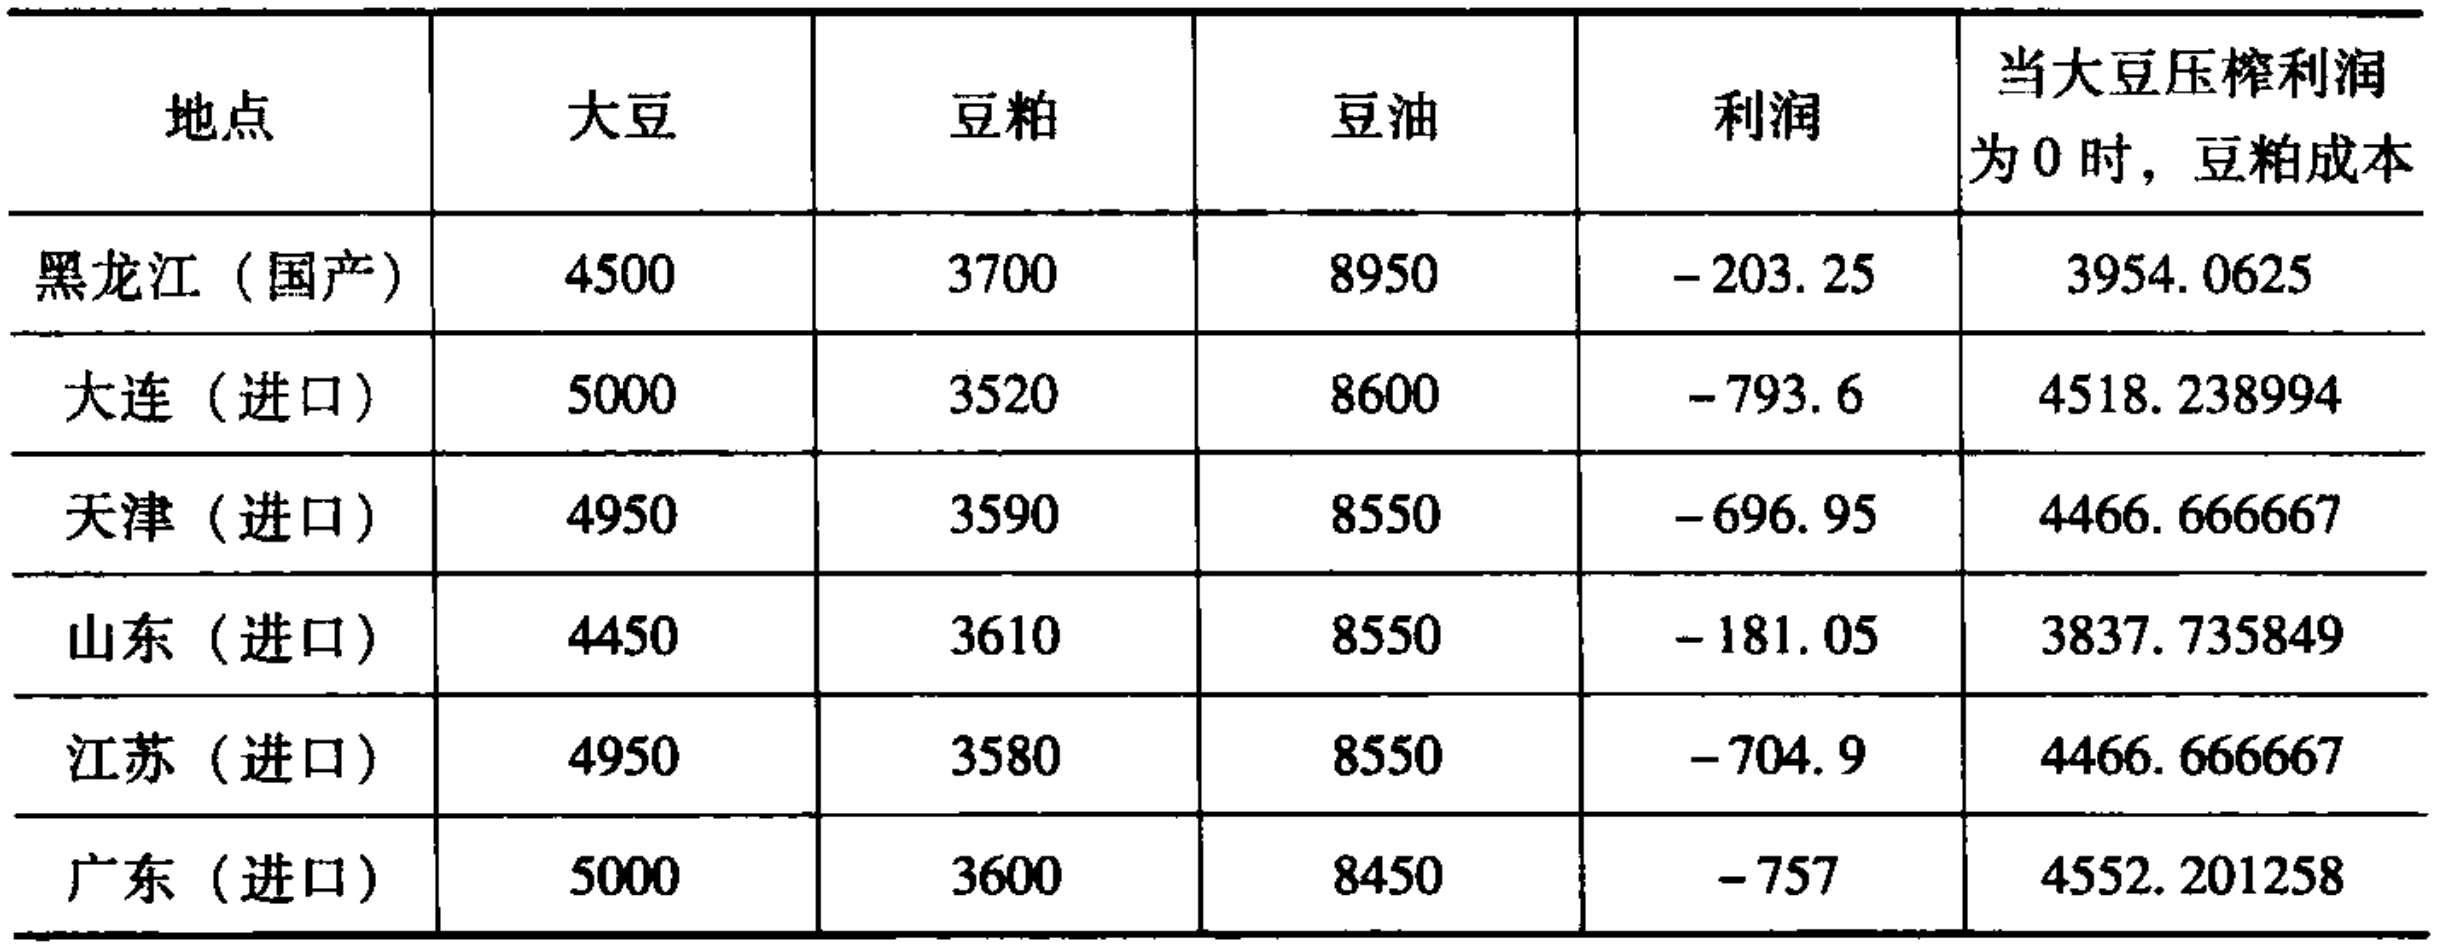 地点 大豆 豆粕 豆油 利润 当大豆压榨利润
为0时，豆粕成本
黑龙江（国产） 4500 3700 8950 -203.25 3954.0625
大连（进口） 5000 3520 8600 -793.6 4518.238994
天津（进口） 4950 3590 8550 -696.95 4466.666667
山东（进口） 4450 3610 8550 -181.05 3837.735849
江苏（进口） 4950 3580 8550 -704.9 4466.666667
广东（进口） 5000 3600 8450 -757 4552.201258